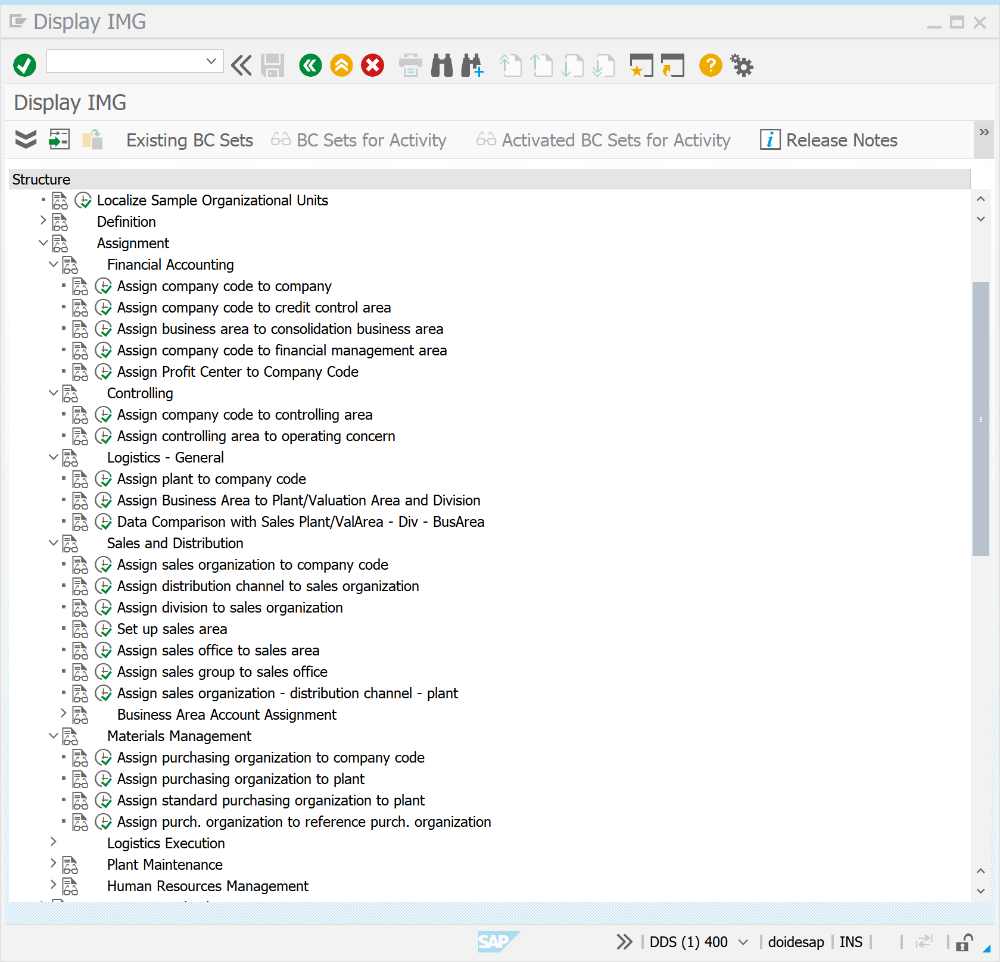 Display IMG
Display IMG
Existing BC Sets BC Sets for Activity Activated BC Sets for Activity Release Notes
Structure
Localize Sample Organizational Units
Definition
Assignment
Financial Accounting
Assign company code to company
Assign company code to credit control area
Assign business area to consolidation business area
Assign company code to financial management area
Assign Profit Center to Company Code
Controlling
Assign company code to controlling area
Assign controlling area to operating concern
Logistics - General
Assign plant to company code
Assign Business Area to Plant/Valuation Area and Division
Data Comparison with Sales Plant/ValArea - Div - BusArea
Sales and Distribution
Assign sales organization to company code
Assign distribution channel to sales organization
Assign division to sales organization
Set up sales area
Assign sales office to sales area
Assign sales group to sales office
Assign sales organization - distribution channel - plant
Business Area Account Assignment
Materials Management
Assign purchasing organization to company code
Assign purchasing organization to plant
Assign standard purchasing organization to plant
Assign purch. organization to reference purch. organization
Logistics Execution
Plant Maintenance
Human Resources Management
SAP DDS (1) 400 doidesap INS